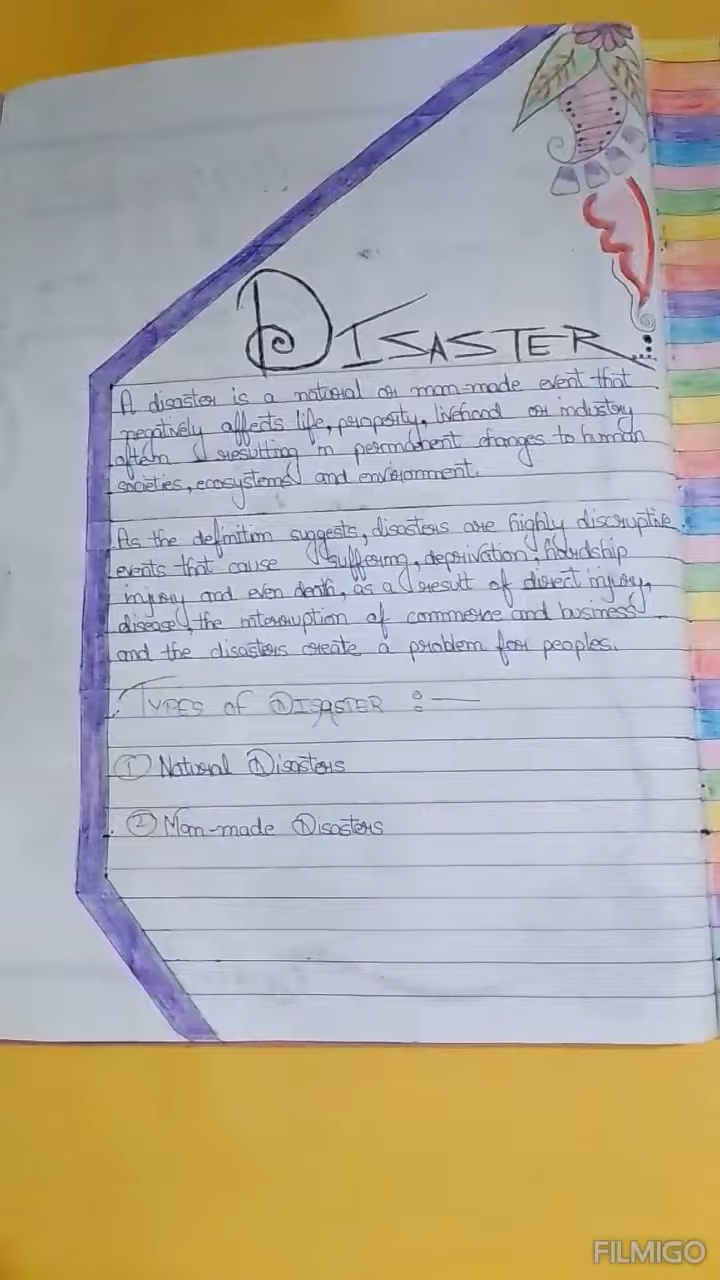 DISASTER
A disaster is a natural or man-made event that
negatively affects life, property, livehood or industry
often resulting in permanent changes to human
societies, ecosystems and environment.
As the definition suggests, disasters are highly discruptive
events that cause suffering, deprivation, hardship
injury and even death, as a result of direct injury,
disease, the interruption of commerce and business
and the disasters create a problem for peoples.
TYPES of DISASTER :—
① Natural Disasters
② Man-made Disasters
FILMIGO